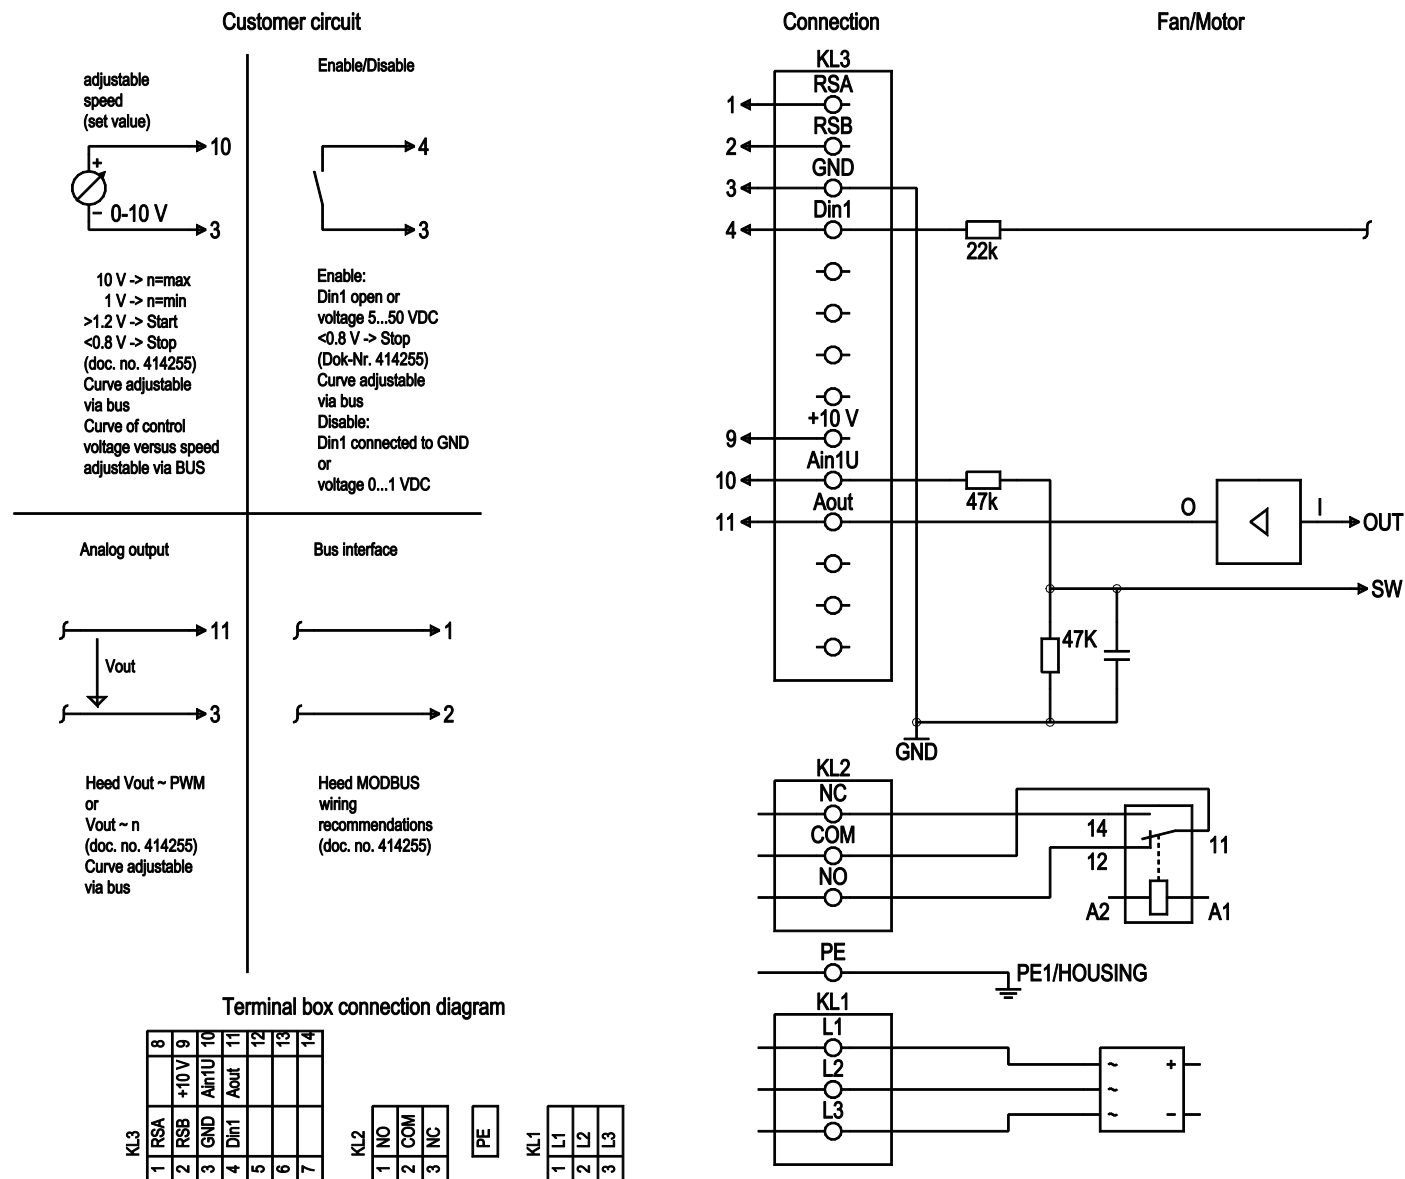 Customer circuit
adjustable
speed
(set value)
+
10
− 0-10 V
3
10 V -> n=max
1 V -> n=min
>1.2 V -> Start
<0.8 V -> Stop
(doc. no. 414255)
Curve adjustable
via bus
Curve of control
voltage versus speed
adjustable via BUS
Enable/Disable
4
3
Enable:
Din1 open or
voltage 5...50 VDC
<0.8 V -> Stop
(Dok-Nr. 414255)
Curve adjustable
via bus
Disable:
Din1 connected to GND
or
voltage 0...1 VDC
Analog output
11
Vout
3
Heed Vout ~ PWM
or
Vout ~ n
(doc. no. 414255)
Curve adjustable
via bus
Bus interface
1
2
Heed MODBUS
wiring
recommendations
(doc. no. 414255)
Connection
Fan/Motor
KL3
RSA
1
RSB
2
GND
3
Din1
4
22k
+10 V
9
Ain1U
10
47k
Aout
11
O
I
OUT
SW
47K
GND
KL2
NC
COM
NO
14
12
11
A2
A1
PE
PE1/HOUSING
KL1
L1
L2
L3
~ +
~
~ −
Terminal box connection diagram
KL3
8 9 10 11 12 13 14
+10 V Ain1U Aout
RSA RSB GND Din1
1 2 3 4 5 6 7
KL2
NO COM NC
1 2 3
PE
KL1
L1 L2 L3
1 2 3